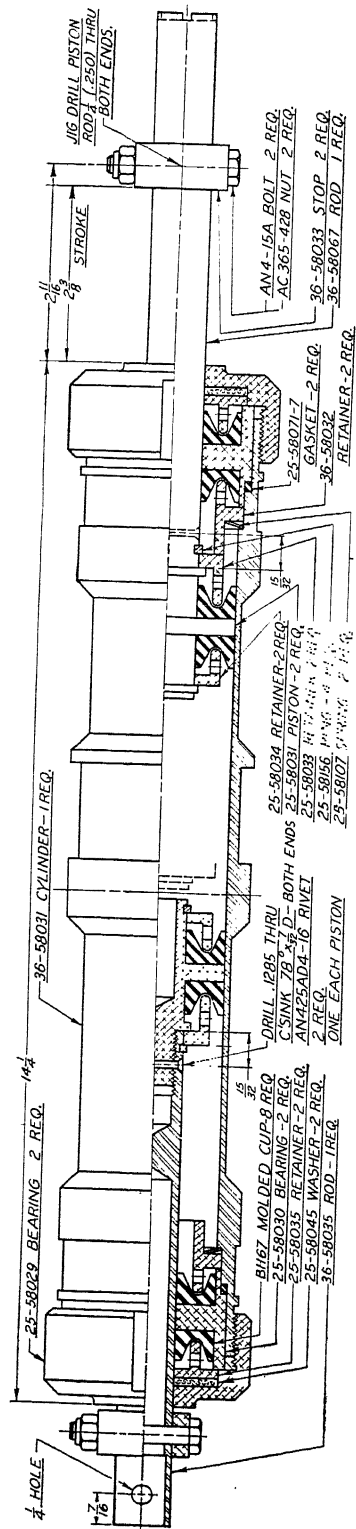 1/4 HOLE
7/16
25-58029 BEARING 2 REQ.
14 1/4
36-58031 CYLINDER-1 REQ.
2 11/16
2 3/8
STROKE
JIG DRILL PISTON
ROD 1/4 (.250) THRU
BOTH ENDS.
BH67 MOLDED CUP-8 REQ
25-58030 BEARING-2 REQ.
25-58035 RETAINER-2 REQ.
25-58045 WASHER-2 REQ.
36-58035 ROD-1REQ.
15/32
DRILL .1285 THRU
C'SINK 78° x 7/32 D-BOTH ENDS
AN425AD4-16 RIVET
2 REQ.
ONE EACH PISTON
25-58034 RETAINER-2 REQ.
25-58031 PISTON-2 REQ.
25-58033
25-58156
25-58107
15/32
25-58071-7
GASKET-2 REQ.
36-58032
RETAINER-2 REQ.
AN4-15A BOLT 2 REQ.
AC365-428 NUT 2 REQ.
36-58033 STOP 2 REQ.
36-58067 ROD 1 REQ.